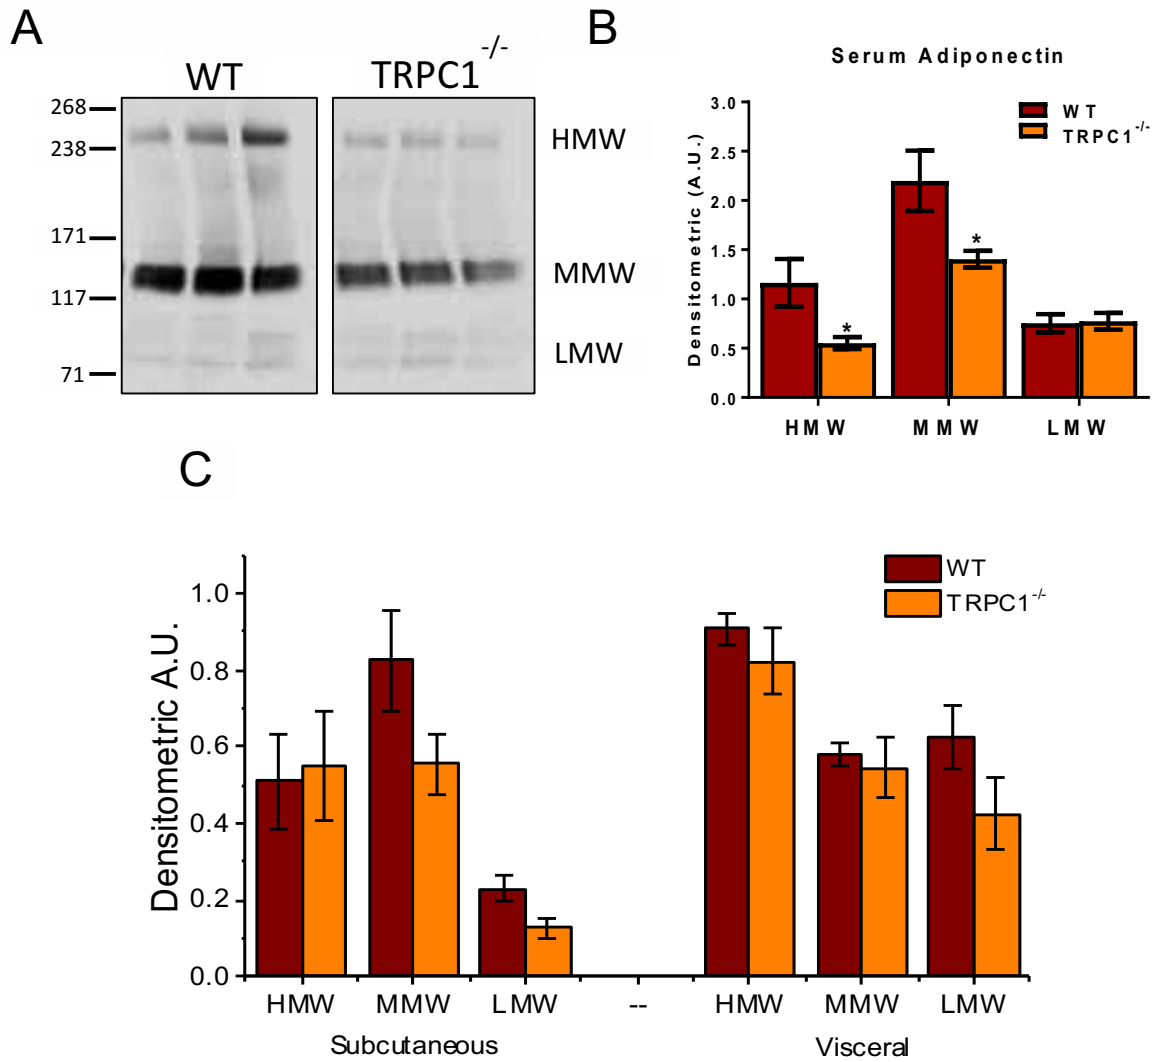 A
WT
TRPC1-/-
268
238
171
117
71
HMW
MMW
LMW
B
Serum Adiponectin
Densitometric (A.U.)
3.0
2.5
2.0
1.5
1.0
0.5
0.0
WT
TRPC1-/-
*
*
HMW MMW LMW
C
Densitometric A.U.
1.0
0.8
0.6
0.4
0.2
0.0
WT
TRPC1-/-
HMW MMW LMW -- HMW MMW LMW
Subcutaneous Visceral